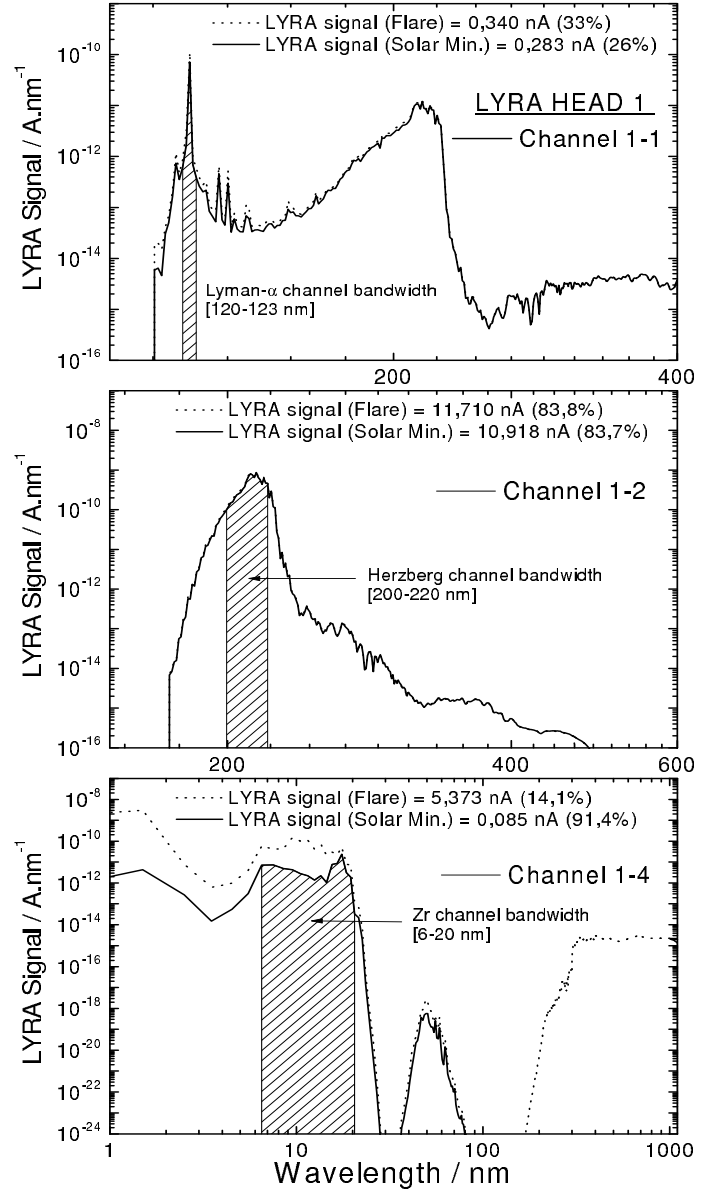 LYRA signal (Flare) = 0,340 nA (33%)
LYRA signal (Solar Min.) = 0,283 nA (26%)
LYRA HEAD 1
Channel 1-1
Lyman-α channel bandwidth
[120-123 nm]
LYRA Signal / A.nm⁻¹
10⁻¹⁰
10⁻¹²
10⁻¹⁴
10⁻¹⁶
200
400
LYRA signal (Flare) = 11,710 nA (83,8%)
LYRA signal (Solar Min.) = 10,918 nA (83,7%)
Channel 1-2
Herzberg channel bandwidth
[200-220 nm]
LYRA Signal / A.nm⁻¹
10⁻⁸
10⁻¹⁰
10⁻¹²
10⁻¹⁴
10⁻¹⁶
200
400
600
LYRA signal (Flare) = 5,373 nA (14,1%)
LYRA signal (Solar Min.) = 0,085 nA (91,4%)
Channel 1-4
Zr channel bandwidth
[6-20 nm]
LYRA Signal / A.nm⁻¹
10⁻⁸
10⁻¹⁰
10⁻¹²
10⁻¹⁴
10⁻¹⁶
10⁻¹⁸
10⁻²⁰
10⁻²²
10⁻²⁴
1
10
100
1000
Wavelength / nm